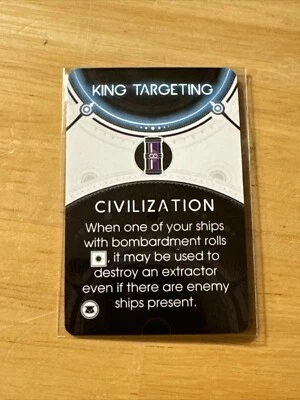 KING TARGETING
CIVILIZATION
When one of your ships
with bombardment rolls
, it may be used to
destroy an extractor
even if there are enemy
ships present.